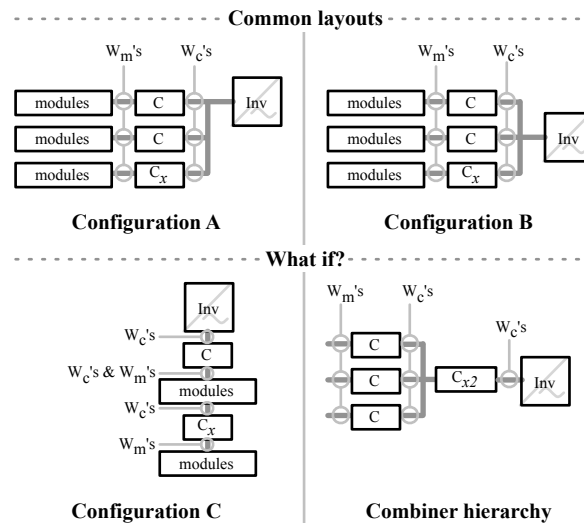 Common layouts
W_m's W_c's
modules C Inv
modules C
modules C_x
Configuration A
W_m's W_c's
modules C
modules C Inv
modules C_x
Configuration B
What if?
Inv
W_c's
C
W_c's & W_m's
modules
W_c's
C_x
W_m's
modules
Configuration C
W_m's W_c's
W_c's
C
C C_x2 Inv
C
Combiner hierarchy